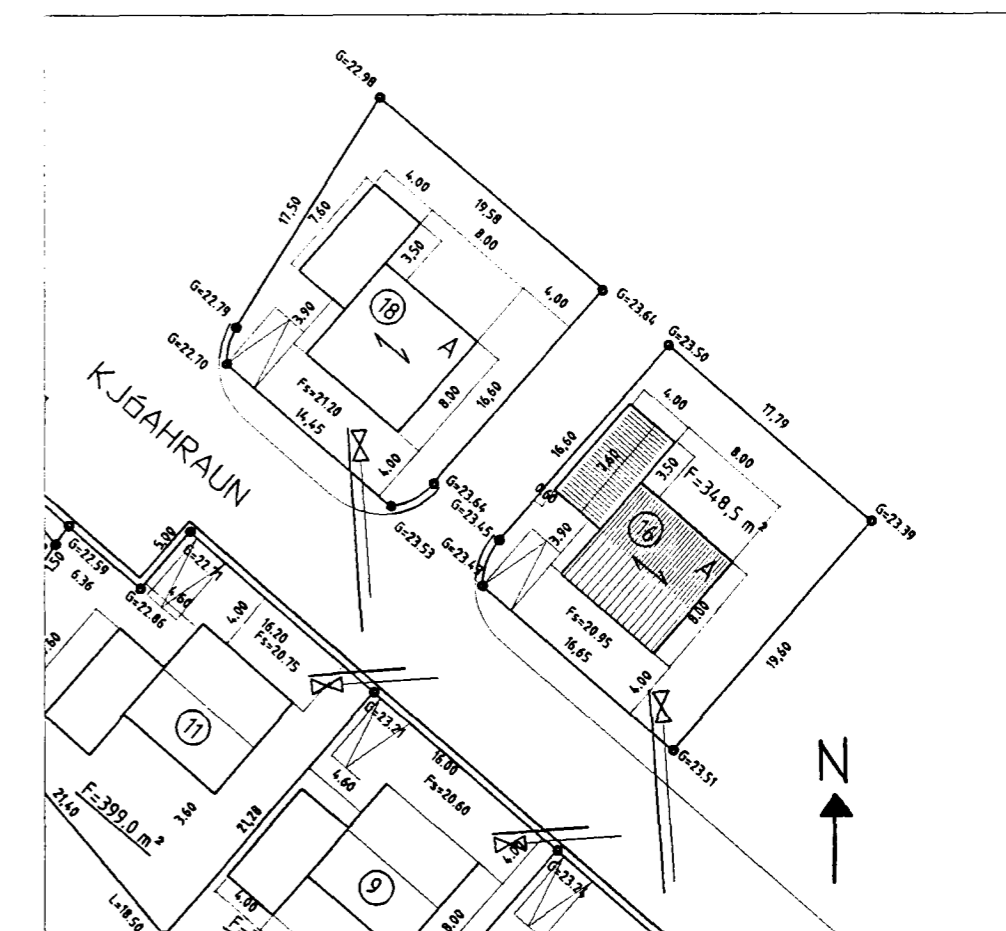 G=22.98
4.00
19.58
17.50
7.60
8.00
3,50
4,00
G=23.64
G=22.79
3.90
18
A
G=23.50
G=22.70
KJÓAHRAUN
Fs=21.20
8.00
16,60
14,45
4.00
17,79
16,60
8.00
4.00
3,50
F=348,5 m²
G=23.64
G=23.45
0,60
G=23.39
G=23.53
3.90
16
A
5,00
G=22.59
G=22.71
6.36
G=22.86
4,60
4,00
16,20
Fs=20.75
Fs=20.95
16,65
8.00
19,60
4.00
11
G=23.21
16.00
Fs=20.60
G=23.51
N
4,60
21,40
F=399.0 m²
3.60
21,28
4.00
G=23.24
9
4.00
8.00
L=18.50